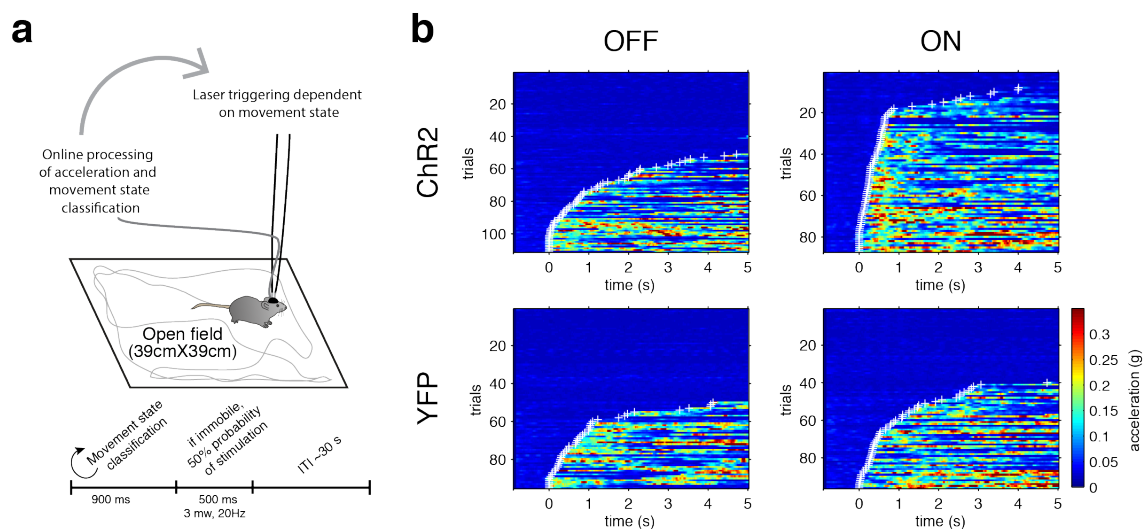 a
Laser triggering dependent
on movement state
Online processing
of acceleration and
movement state
classification
Open field
(39cmX39cm)
Movement state
classification
if immobile,
50% probability
of stimulation
ITI ~30 s
900 ms
500 ms
3 mw, 20Hz
b
OFF
ON
ChR2
trials
20
40
60
80
100
0 1 2 3 4 5
time (s)
trials
20
40
60
80
0 1 2 3 4 5
time (s)
YFP
trials
20
40
60
80
0 1 2 3 4 5
time (s)
trials
20
40
60
80
0 1 2 3 4 5
time (s)
0.3
0.25
0.2
0.15
0.1
0.05
0
acceleration (g)